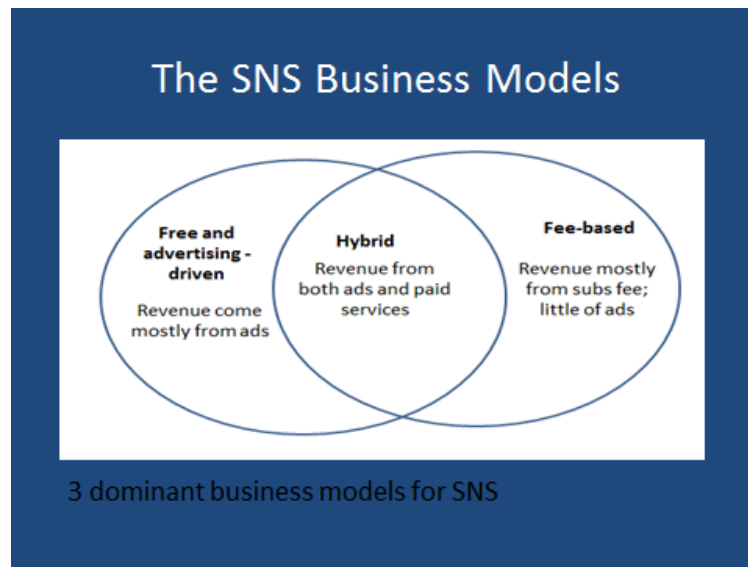 The SNS Business Models
Free and
advertising -
driven
Revenue come
mostly from ads
Hybrid
Revenue from
both ads and paid
services
Fee-based
Revenue mostly
from subs fee;
little of ads
3 dominant business models for SNS